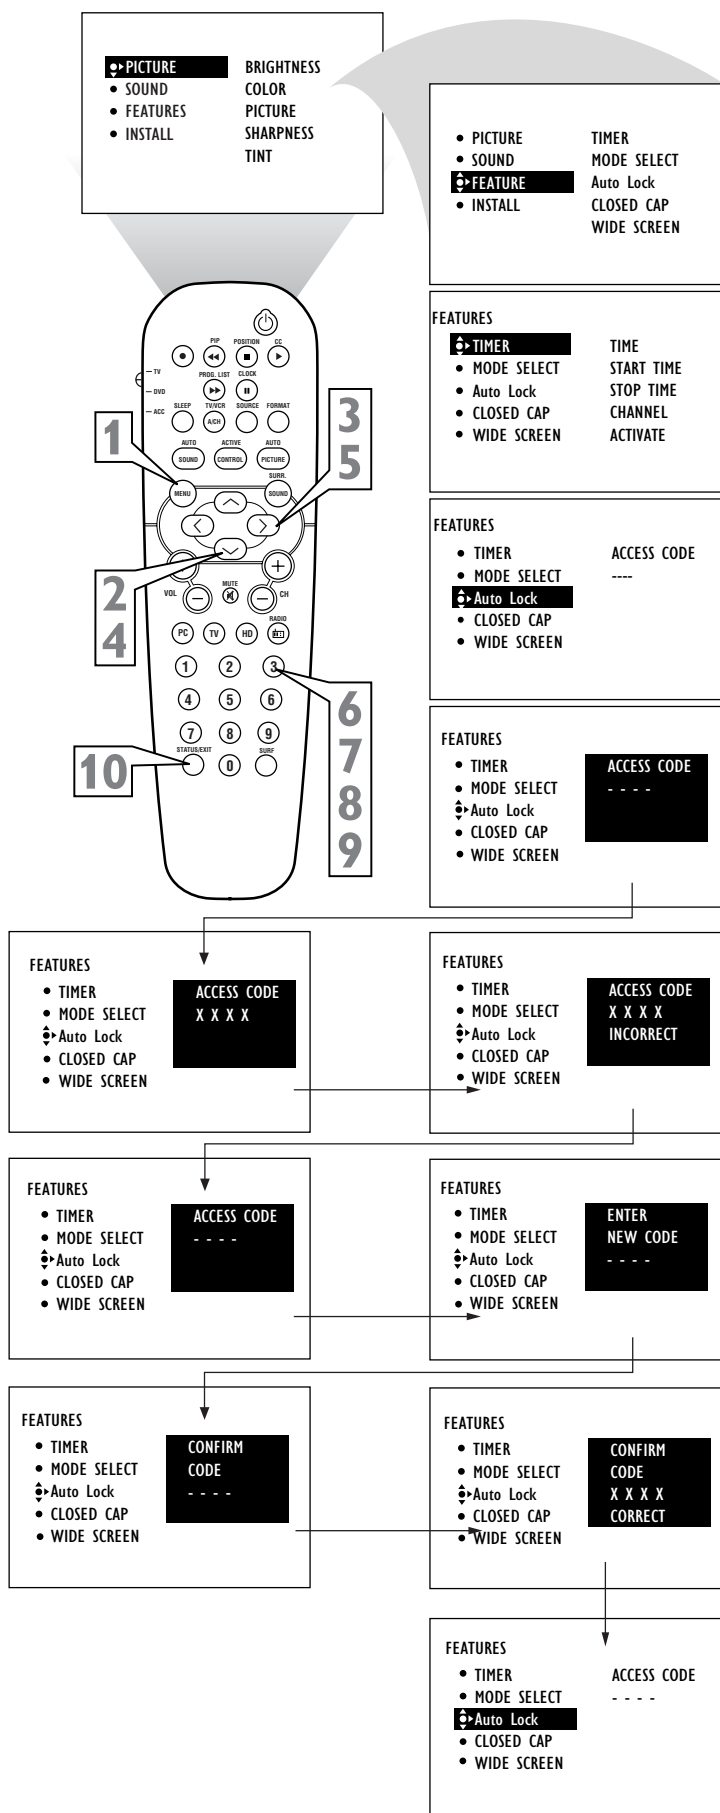 PICTURE BRIGHTNESS
SOUND COLOR
FEATURES PICTURE
INSTALL SHARPNESS
TINT
PICTURE TIMER
SOUND MODE SELECT
FEATURE Auto Lock
INSTALL CLOSED CAP
WIDE SCREEN
FEATURES
TIMER TIME
MODE SELECT START TIME
Auto Lock STOP TIME
CLOSED CAP CHANNEL
WIDE SCREEN ACTIVATE
PIP POSITION CC
TV
DVD
ACC
PROG. LIST CLOCK
SLEEP TV/VCR SOURCE FORMAT
A/CH
AUTO ACTIVE AUTO
SOUND CONTROL PICTURE
SURR.
MENU SOUND
VOL MUTE CH
RADIO
PC TV HD
1 2 3
4 5 6
7 8 9
STATUS/EXIT SURF
0
1
3
5
2
4
6
7
8
9
10
FEATURES
TIMER ACCESS CODE
MODE SELECT ----
Auto Lock
CLOSED CAP
WIDE SCREEN
FEATURES
TIMER ACCESS CODE
MODE SELECT - - - -
Auto Lock
CLOSED CAP
WIDE SCREEN
FEATURES
TIMER ACCESS CODE
MODE SELECT X X X X
Auto Lock
CLOSED CAP
WIDE SCREEN
FEATURES
TIMER ACCESS CODE
MODE SELECT X X X X
Auto Lock INCORRECT
CLOSED CAP
WIDE SCREEN
FEATURES
TIMER ACCESS CODE
MODE SELECT - - - -
Auto Lock
CLOSED CAP
WIDE SCREEN
FEATURES
TIMER ENTER
MODE SELECT NEW CODE
Auto Lock - - - -
CLOSED CAP
WIDE SCREEN
FEATURES
TIMER CONFIRM
MODE SELECT CODE
Auto Lock - - - -
CLOSED CAP
WIDE SCREEN
FEATURES
TIMER CONFIRM
MODE SELECT CODE
Auto Lock X X X X
CLOSED CAP CORRECT
WIDE SCREEN
FEATURES
TIMER ACCESS CODE
MODE SELECT - - - -
Auto Lock
CLOSED CAP
WIDE SCREEN